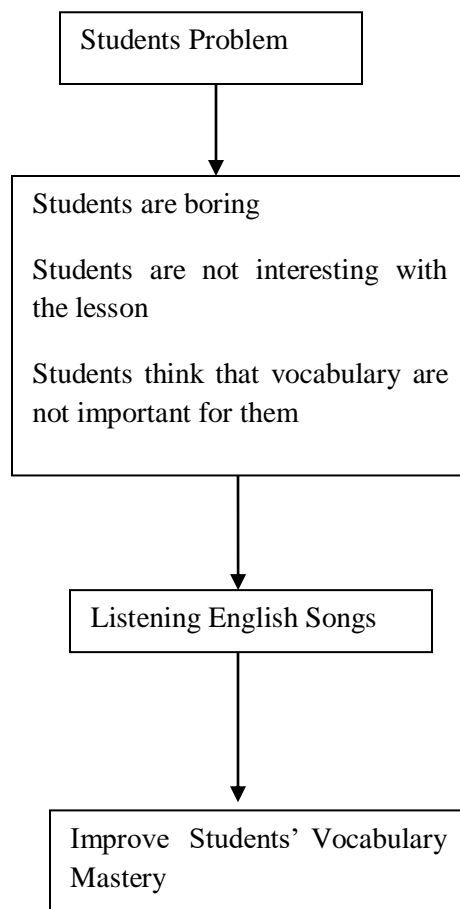 Students Problem
Students are boring
Students are not interesting with
the lesson
Students think that vocabulary are
not important for them
Listening English Songs
Improve Students’ Vocabulary
Mastery